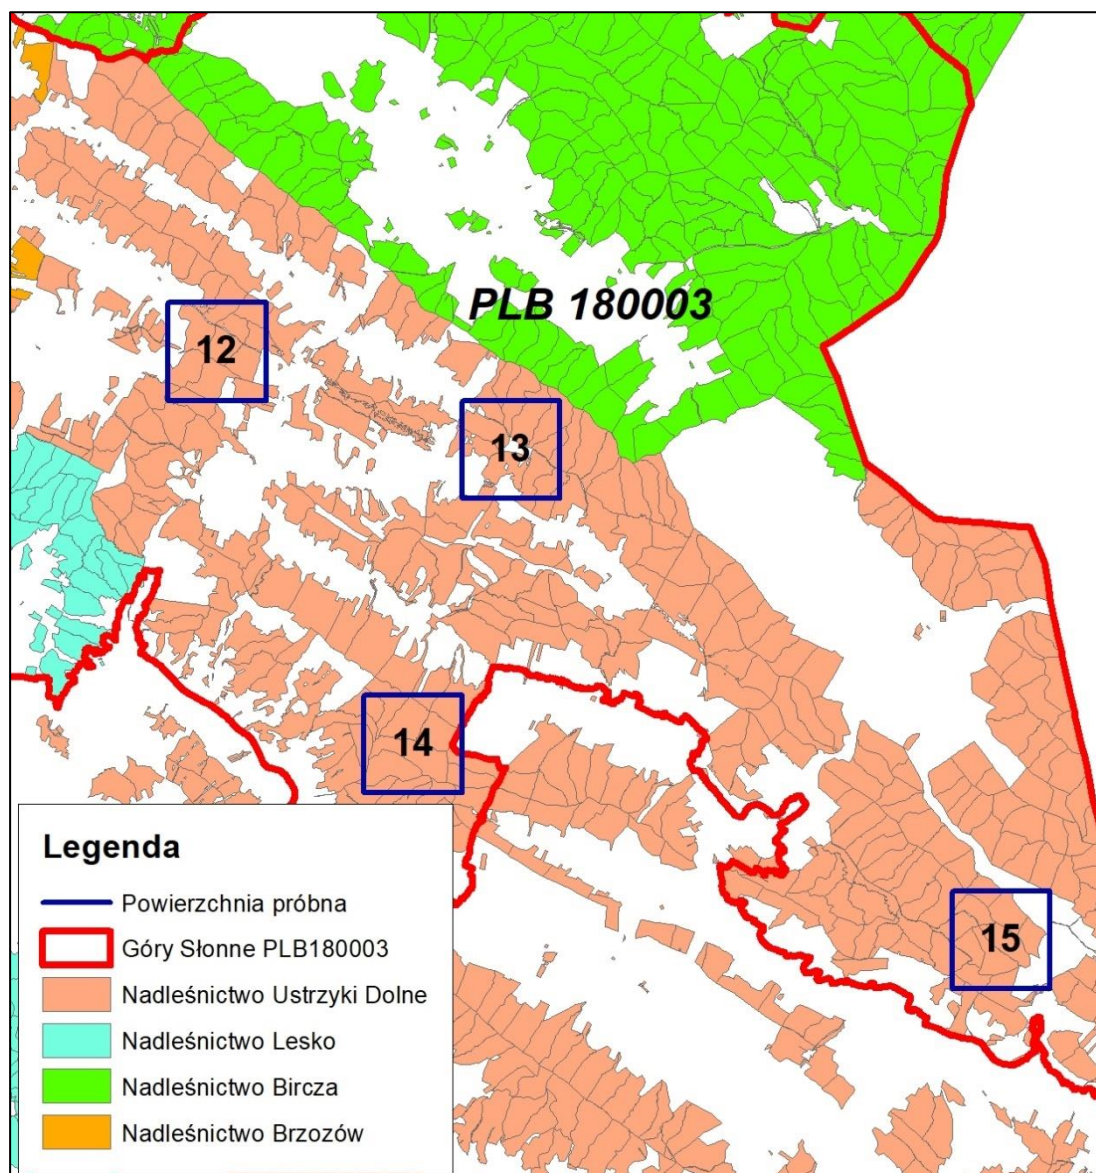 PLB 180003
12
13
14
15
Legenda
Powierzchnia próbna
Góry Słonne PLB180003
Nadleśnictwo Ustrzyki Dolne
Nadleśnictwo Lesko
Nadleśnictwo Bircza
Nadleśnictwo Brzozów